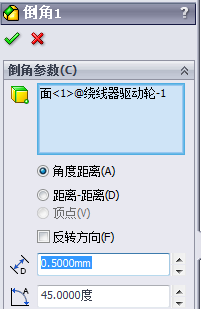 倒角1
?
倒角参数(C)
面<1>@绕线器驱动轮-1
角度距离(A)
距离-距离(D)
顶点(V)
反转方向(F)
D
0.5000mm
A
45.0000度